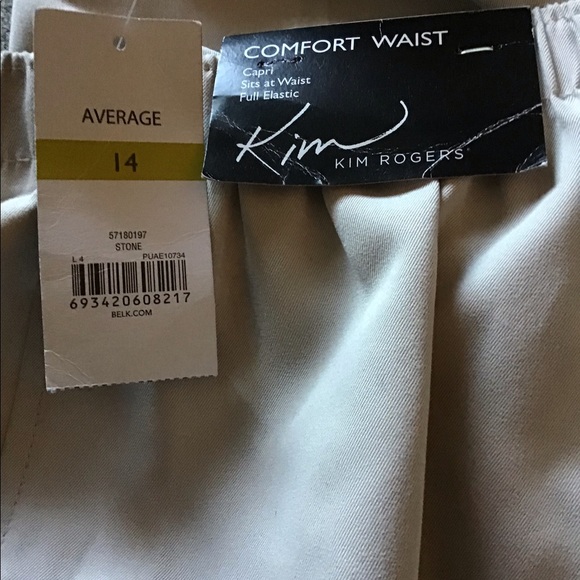 AVERAGE
14
57180197
STONE
L 4 PUAE10734
693420608217
BELK.COM
COMFORT WAIST
Capri
Sits at Waist
Full Elastic
Kim
KIM ROGERS